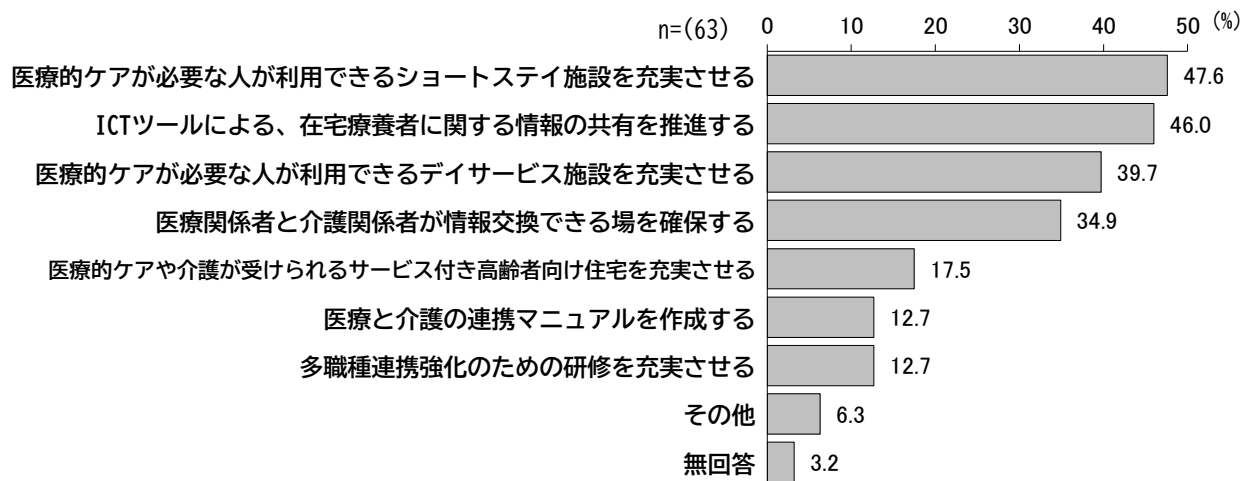 n=(63)
0 10 20 30 40 50 (%)
医療的ケアが必要な人が利用できるショートステイ施設を充実させる 47.6
ICTツールによる、在宅療養者に関する情報の共有を推進する 46.0
医療的ケアが必要な人が利用できるデイサービス施設を充実させる 39.7
医療関係者と介護関係者が情報交換できる場を確保する 34.9
医療的ケアや介護が受けられるサービス付き高齢者向け住宅を充実させる 17.5
医療と介護の連携マニュアルを作成する 12.7
多職種連携強化のための研修を充実させる 12.7
その他 6.3
無回答 3.2